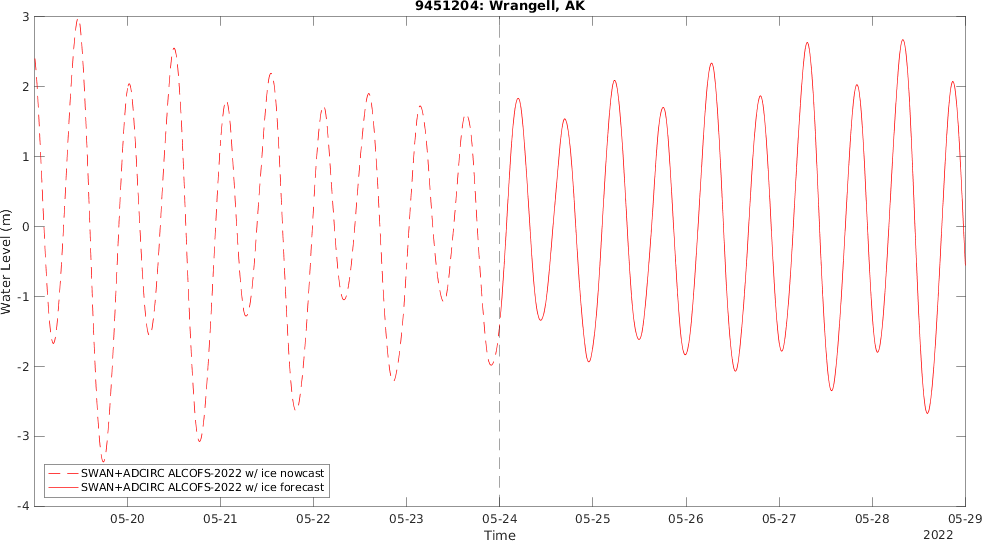 9451204: Wrangell, AK
3
2
1
0
-1
-2
-3
-4
Water Level (m)
SWAN+ADCIRC ALCOFS-2022 w/ ice nowcast
SWAN+ADCIRC ALCOFS-2022 w/ ice forecast
05-20 05-21 05-22 05-23 05-24 05-25 05-26 05-27 05-28 05-29
Time
2022